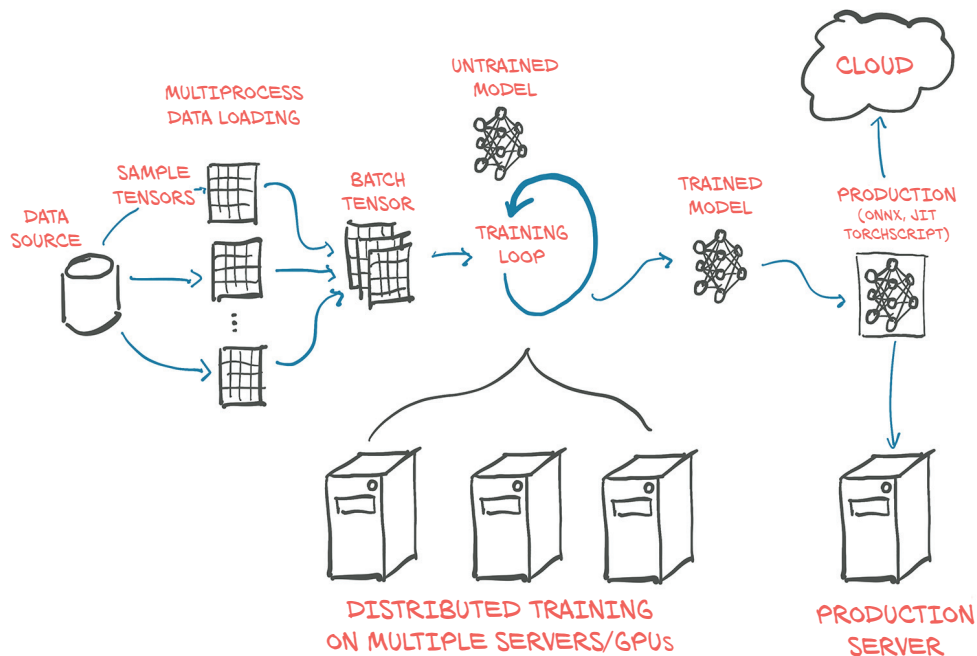 MULTIPROCESS
DATA LOADING
UNTRAINED
MODEL
CLOUD
SAMPLE
TENSORS
DATA
SOURCE
BATCH
TENSOR
TRAINING
LOOP
TRAINED
MODEL
PRODUCTION
(ONNX, JIT
TORCHSCRIPT)
...
DISTRIBUTED TRAINING
ON MULTIPLE SERVERS/GPUs
PRODUCTION
SERVER